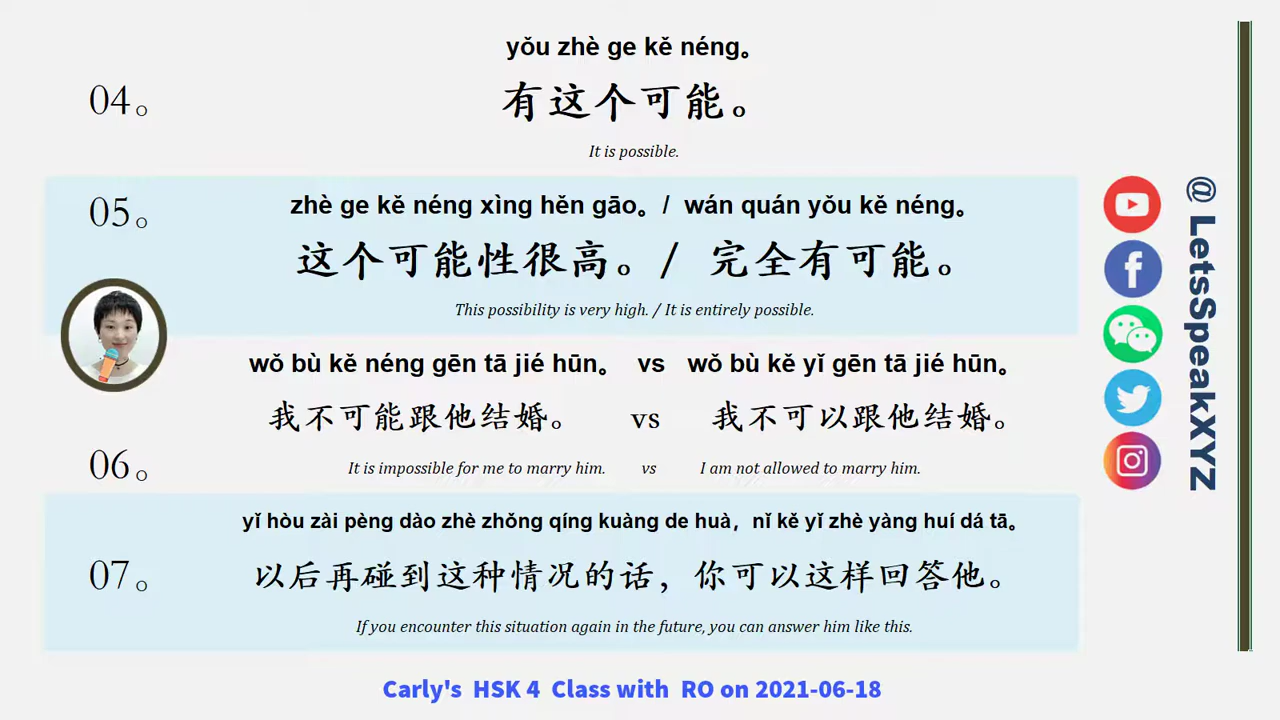 yǒu zhè ge kě néng。
04。
有这个可能。
It is possible.
05。
zhè ge kě néng xìng hěn gāo。/ wán quán yǒu kě néng。
这个可能性很高。/ 完全有可能。
This possibility is very high. / It is entirely possible.
wǒ bù kě néng gēn tā jié hūn。 vs wǒ bù kě yǐ gēn tā jié hūn。
我不可能跟他结婚。 vs 我不可以跟他结婚。
06。
It is impossible for me to marry him. vs I am not allowed to marry him.
yǐ hòu zài pèng dào zhè zhǒng qíng kuàng de huà，nǐ kě yǐ zhè yàng huí dá tā。
07。
以后再碰到这种情况的话，你可以这样回答他。
If you encounter this situation again in the future, you can answer him like this.
@ LetsSpeakXYZ
Carly's HSK 4 Class with RO on 2021-06-18